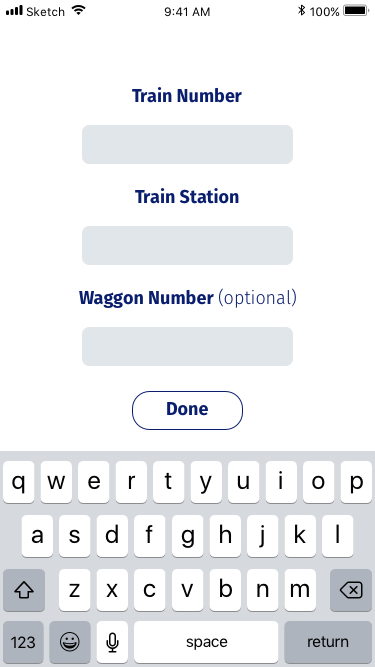 Sketch 9:41 AM 100%
Train Number
Train Station
Waggon Number (optional)
Done
q w e r t y u i o p
a s d f g h j k l
z x c v b n m
123 space return